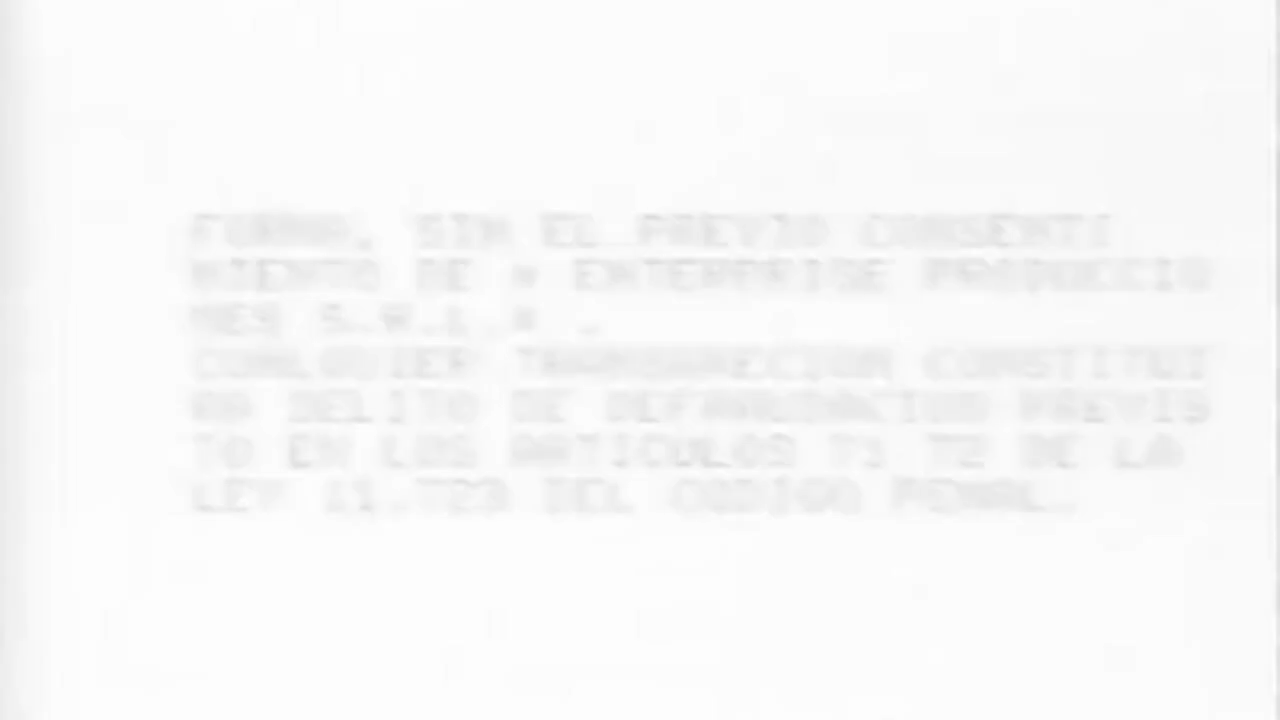 FORMA, SIN EL PREVIO CONSENTI
MIENTO DE " ENTERPRISE PRODUCCIO
NES S.R.L." .
CUALQUIER TRANSGRECION CONSTITUI
RA DELITO DE DEFRAUDACION PREVIS
TO EN LOS ARTICULOS 71 72 DE LA
LEY 11.723 DEL CODIGO PENAL.